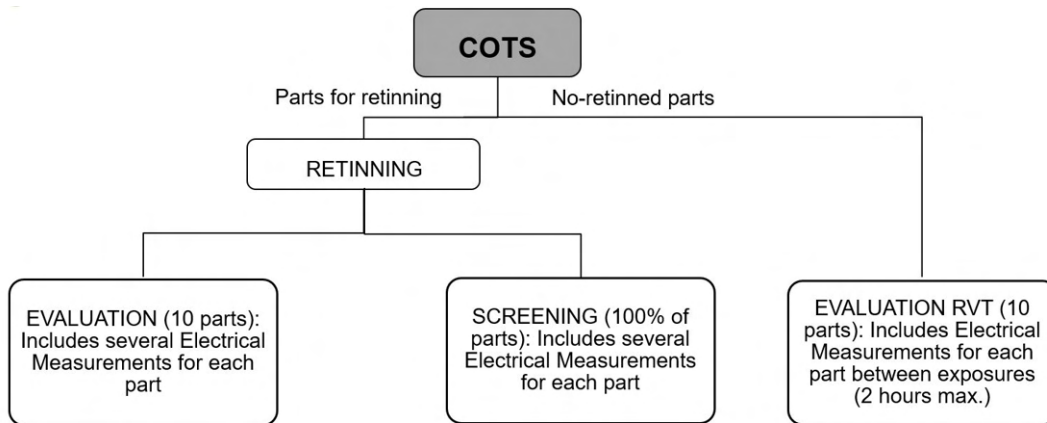 COTS
Parts for retinning
No-retinned parts
RETINNING
EVALUATION (10 parts):
Includes several Electrical
Measurements for each
part
SCREENING (100% of
parts): Includes several
Electrical Measurements
for each part
EVALUATION RVT (10
parts): Includes Electrical
Measurements for each
part between exposures
(2 hours max.)